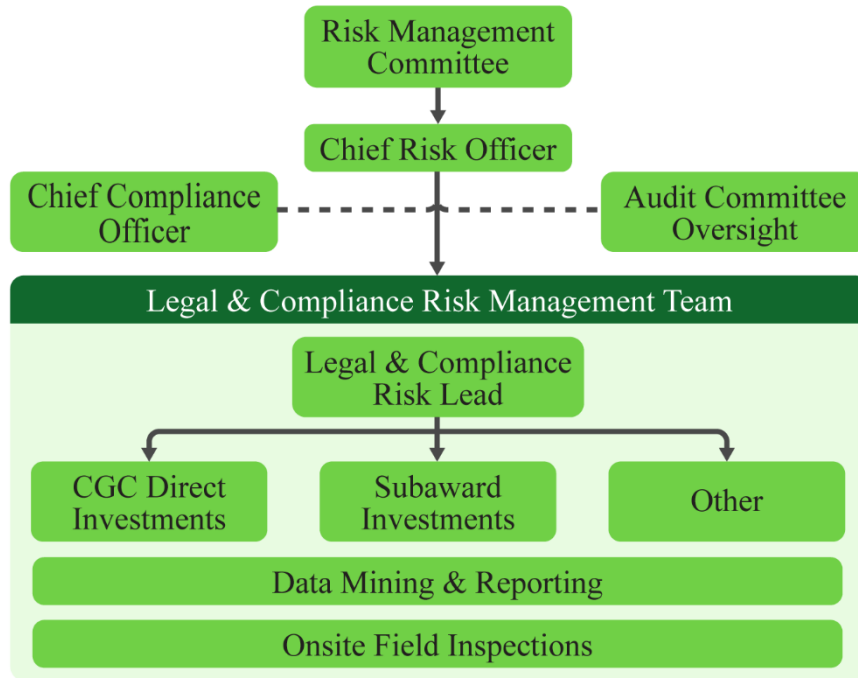 Risk Management
Committee
Chief Risk Officer
Chief Compliance
Officer
Audit Committee
Oversight
Legal & Compliance Risk Management Team
Legal & Compliance
Risk Lead
CGC Direct
Investments
Subaward
Investments
Other
Data Mining & Reporting
Onsite Field Inspections